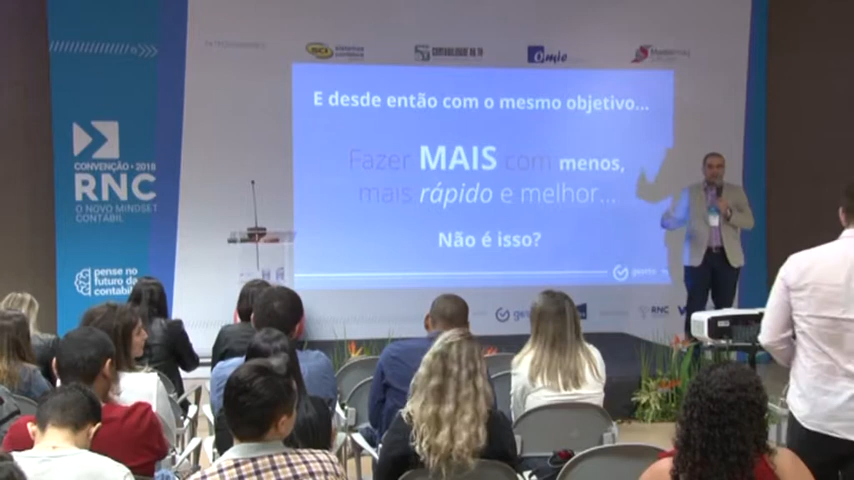 E desde então com o mesmo objetivo...
Fazer MAIS com menos,
mais rápido e melhor...
Não é isso?
CONVENÇÃO • 2018
RNC
O NOVO MINDSET
CONTÁBIL
pense no
futuro da
Omie
RNC